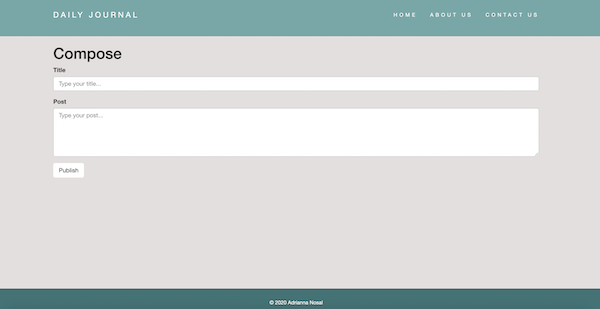 DAILY JOURNAL
HOME ABOUT US CONTACT US
Compose
Title
Type your title...
Post
Type your post...
Publish
© 2020 Adrianna Nosal